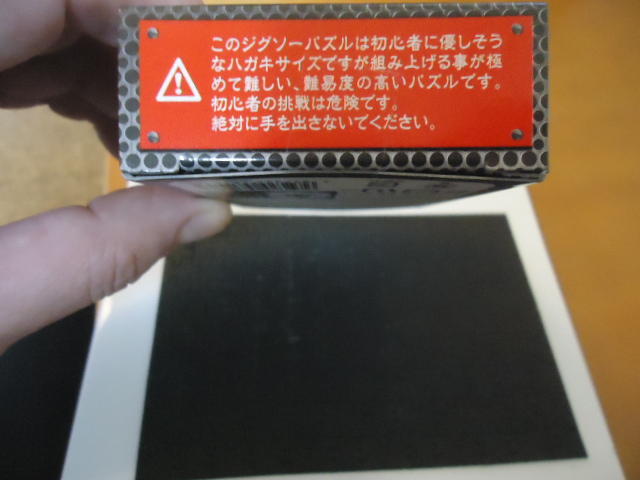 このジグソーパズルは初心者に優しそう
なハガキサイズですが組み上げる事が極
めて難しい、難易度の高いパズルです。
初心者の挑戦は危険です。
絶対に手を出さないでください。